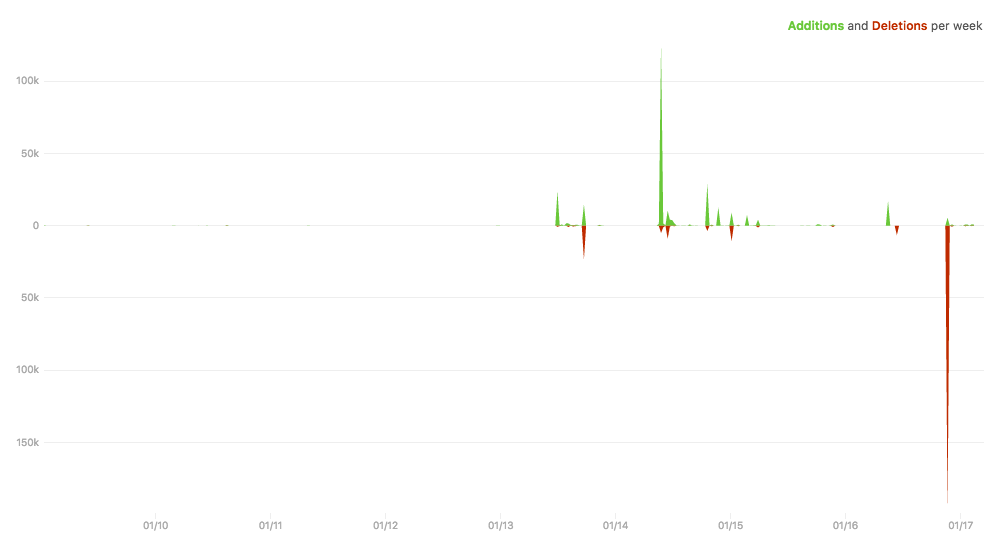 Additions and Deletions per week
100k
50k
0
50k
100k
150k
01/10 01/11 01/12 01/13 01/14 01/15 01/16 01/17